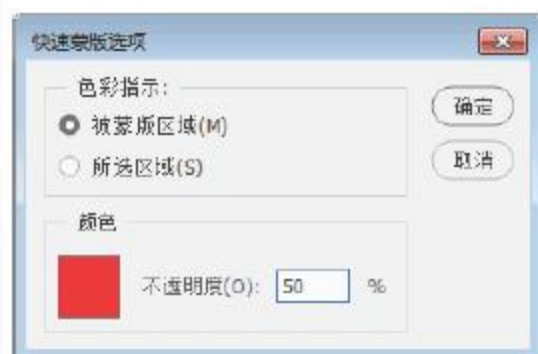 快速蒙版选项
色彩指示:
被蒙版区域(M)
所选区域(S)
确定
取消
颜色
不透明度(O): 50 %